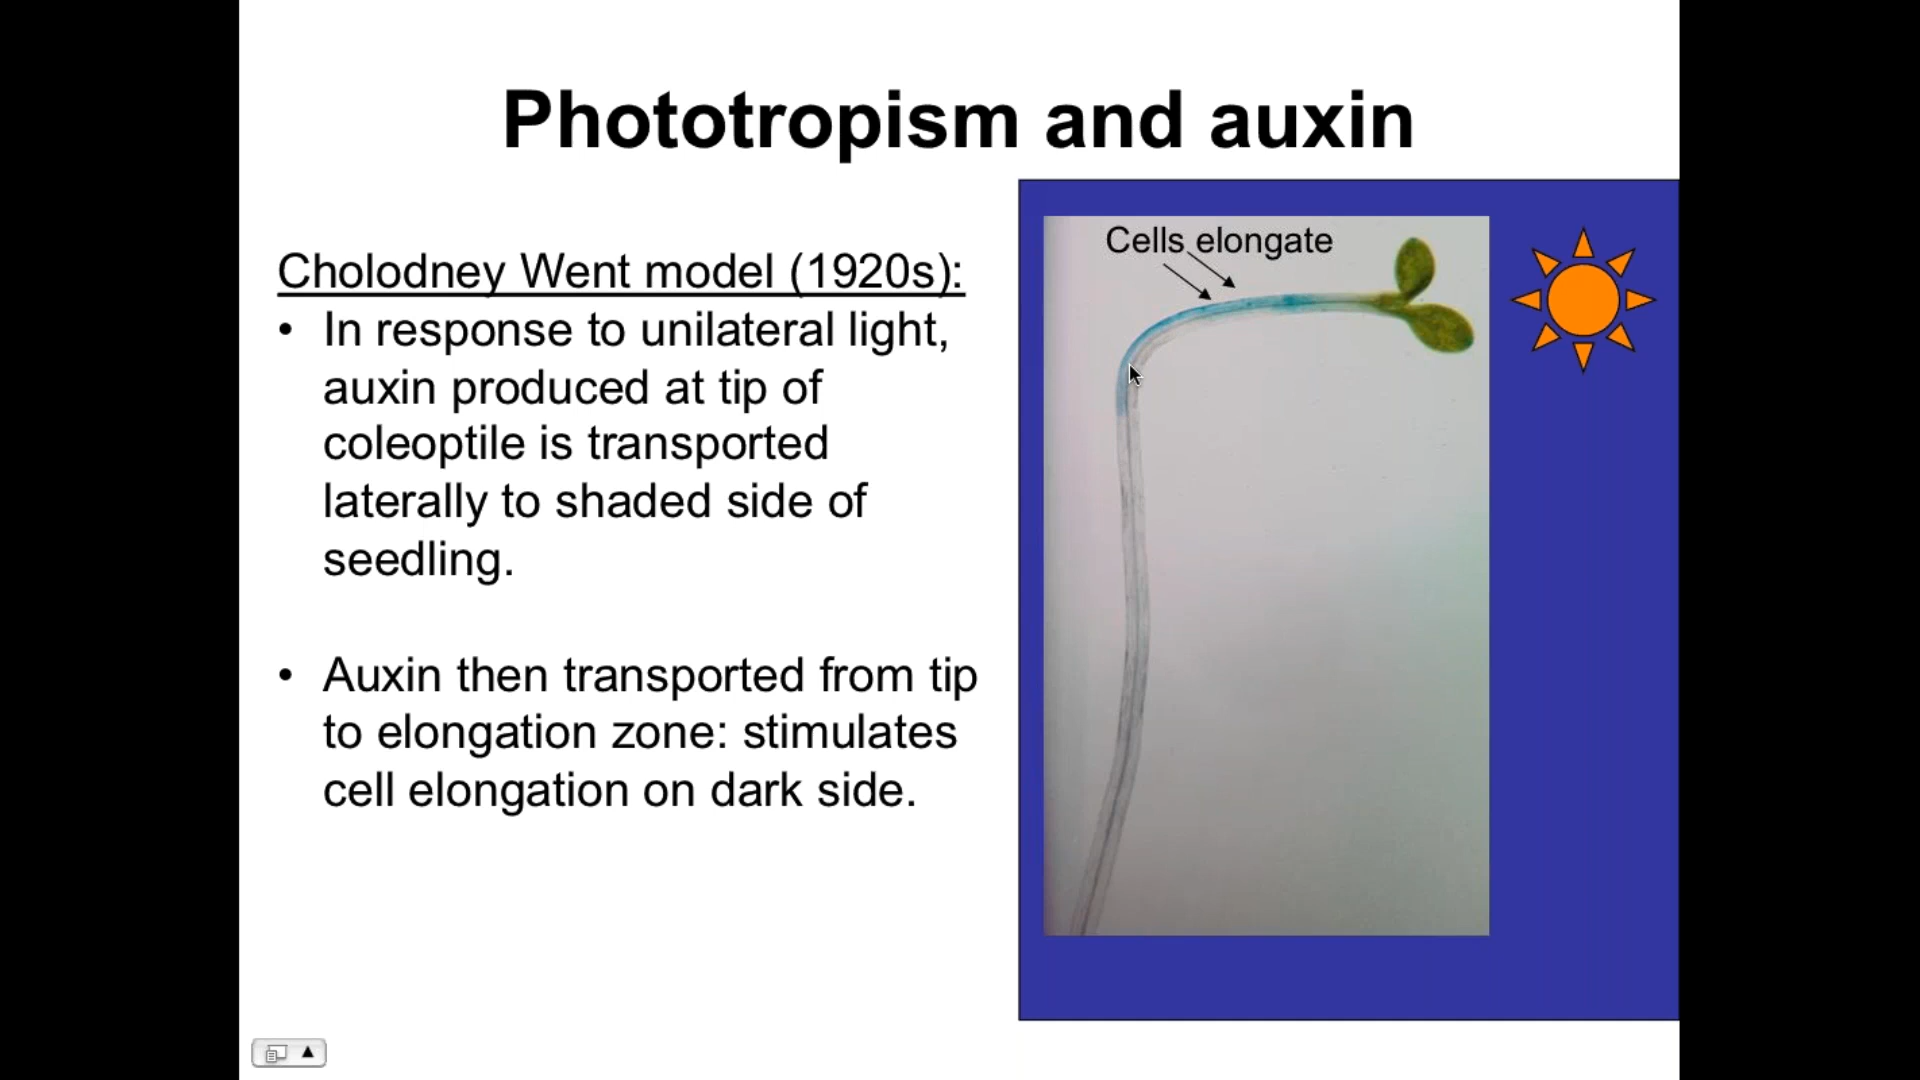 Phototropism and auxin
Cholodney Went model (1920s):
• In response to unilateral light,
auxin produced at tip of
coleoptile is transported
laterally to shaded side of
seedling.
• Auxin then transported from tip
to elongation zone: stimulates
cell elongation on dark side.
Cells elongate